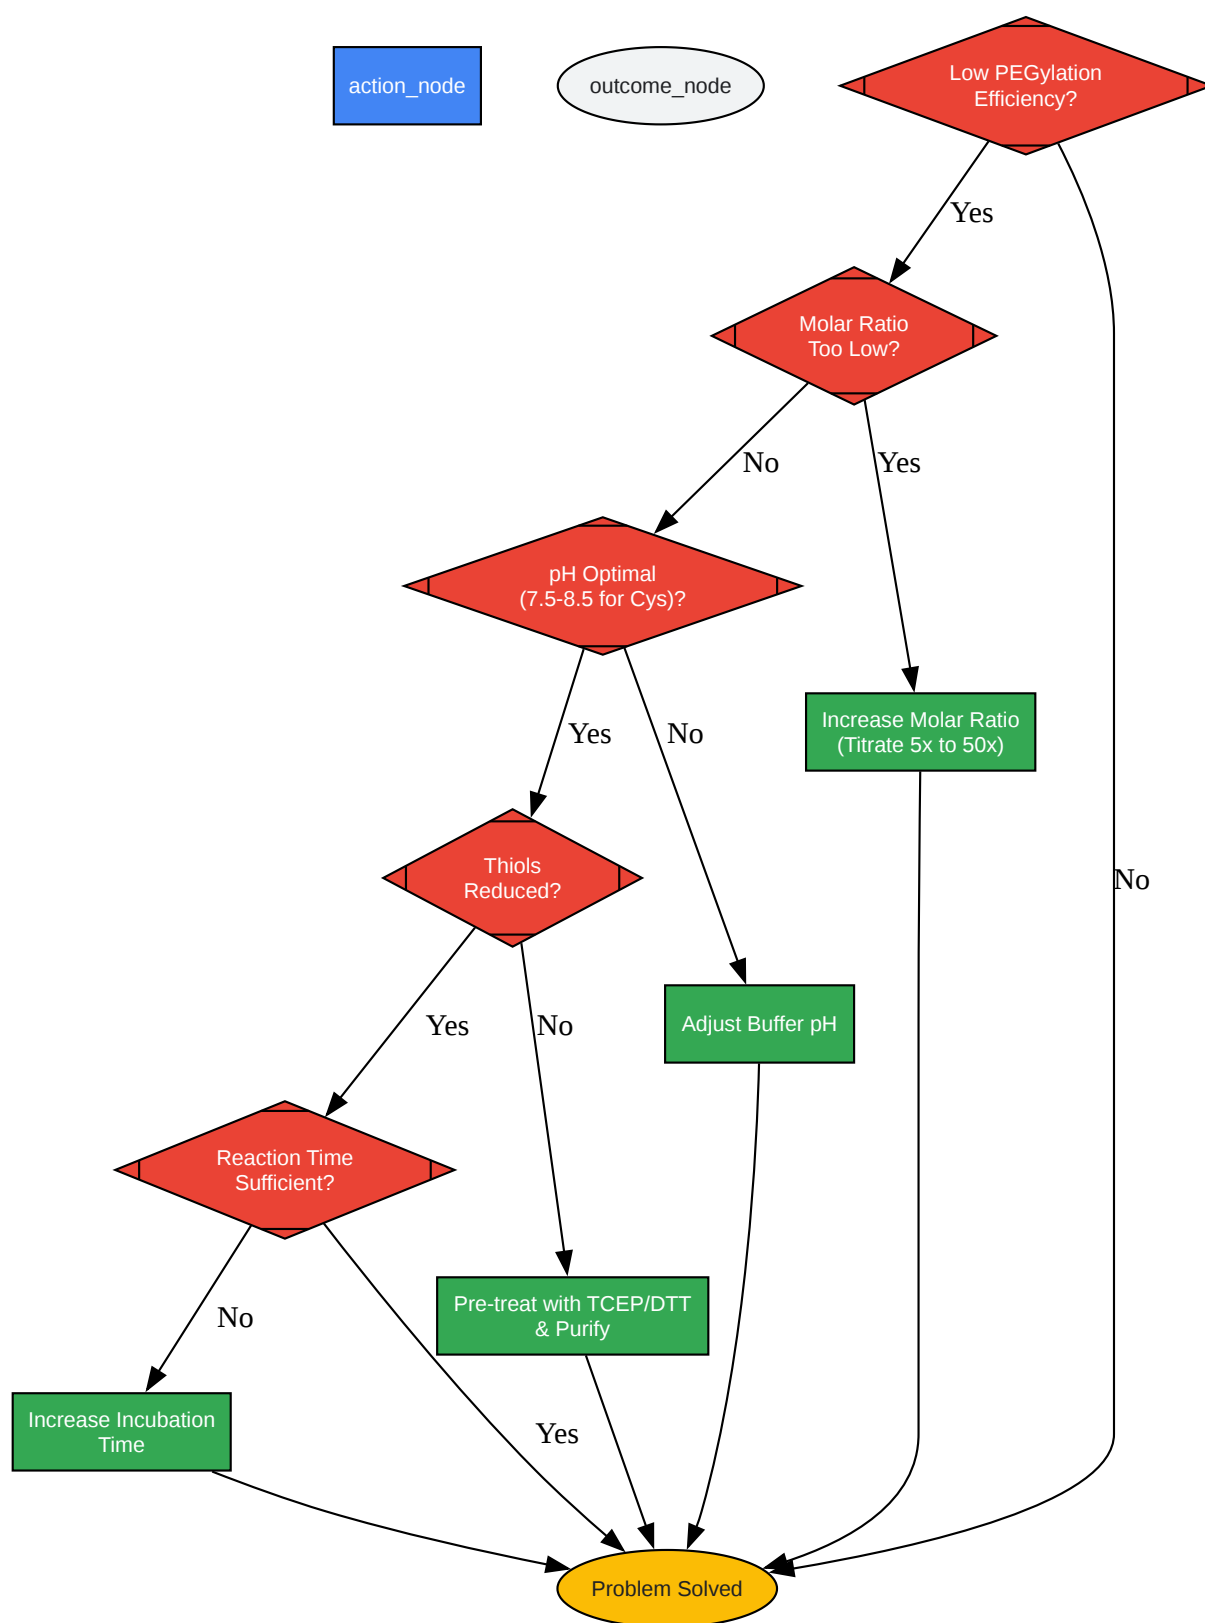 action_node
outcome_node
Low PEGylation
Efficiency?
Yes
Molar Ratio
Too Low?
No
Yes
pH Optimal
(7.5-8.5 for Cys)?
Yes
No
Increase Molar Ratio
(Titrate 5x to 50x)
Thiols
Reduced?
No
Yes
No
Adjust Buffer pH
Reaction Time
Sufficient?
No
Pre-treat with TCEP/DTT
& Purify
Increase Incubation
Time
Yes
Problem Solved